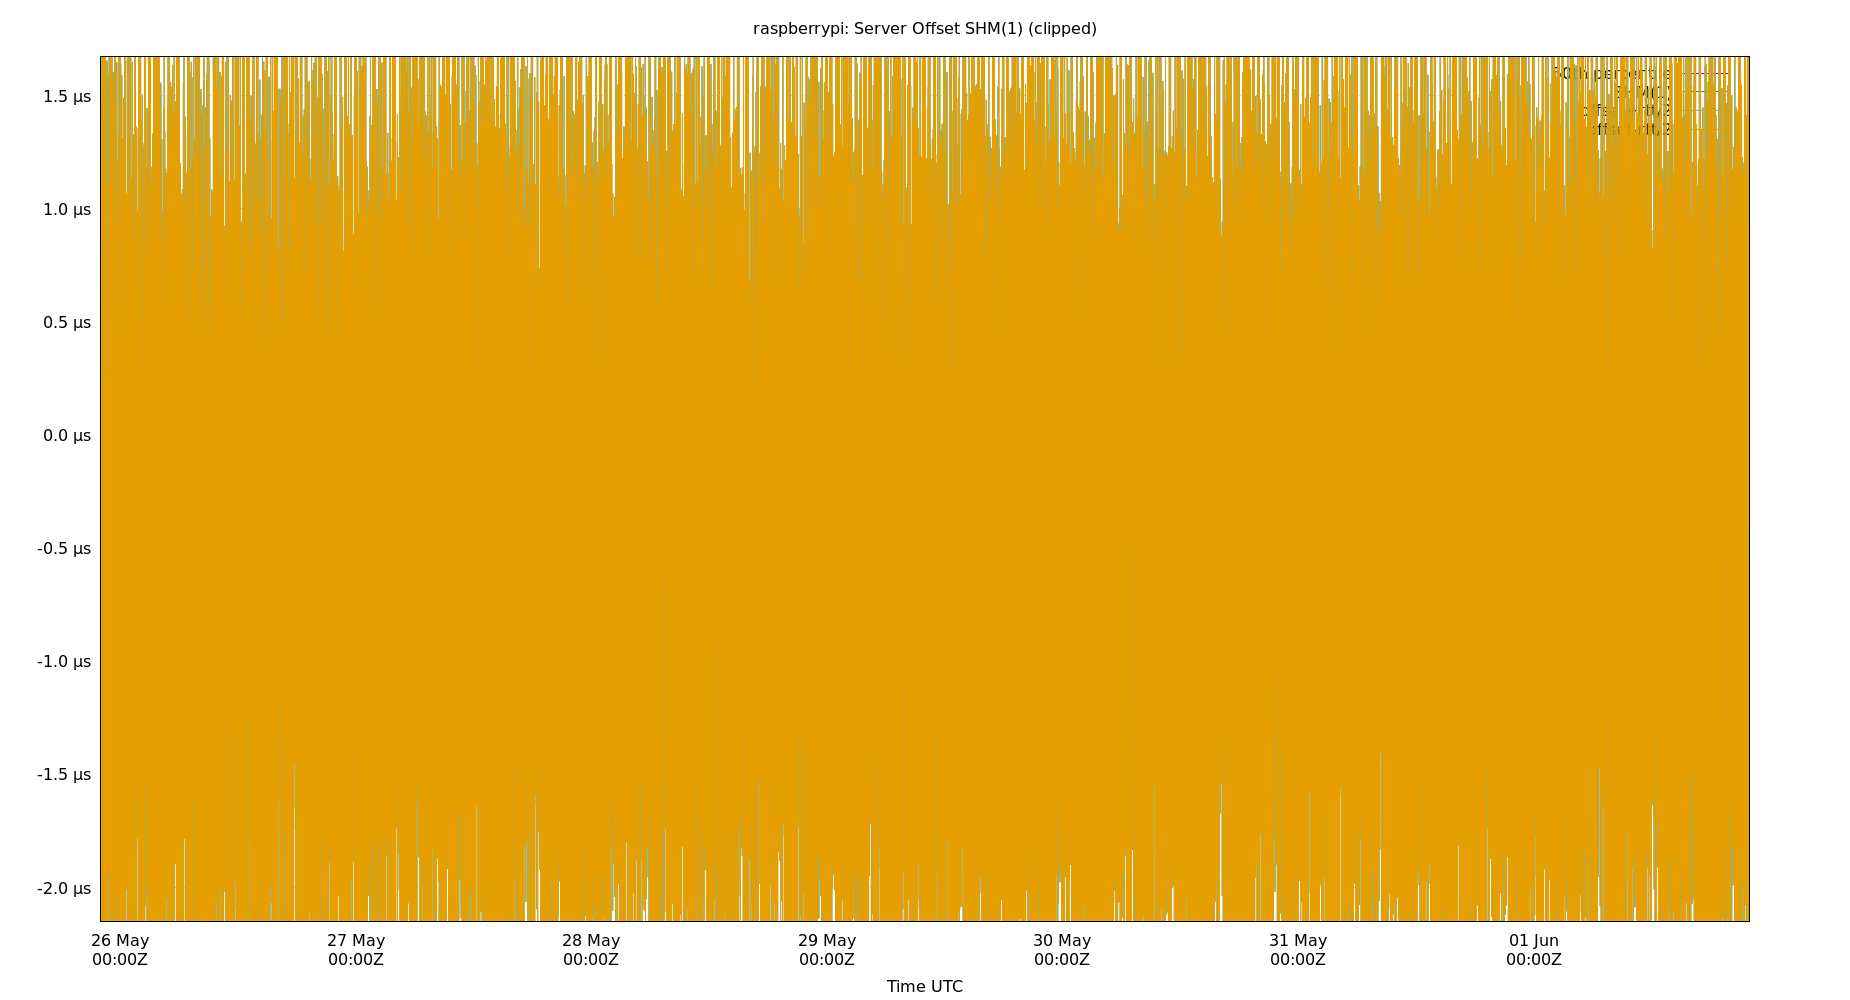 raspberrypi: Server Offset SHM(1) (clipped)
1.5 µs
1.0 µs
0.5 µs
0.0 µs
-0.5 µs
-1.0 µs
-1.5 µs
-2.0 µs
26 May 27 May 28 May 29 May 30 May 31 May 01 Jun
00:00Z 00:00Z 00:00Z 00:00Z 00:00Z 00:00Z 00:00Z
Time UTC